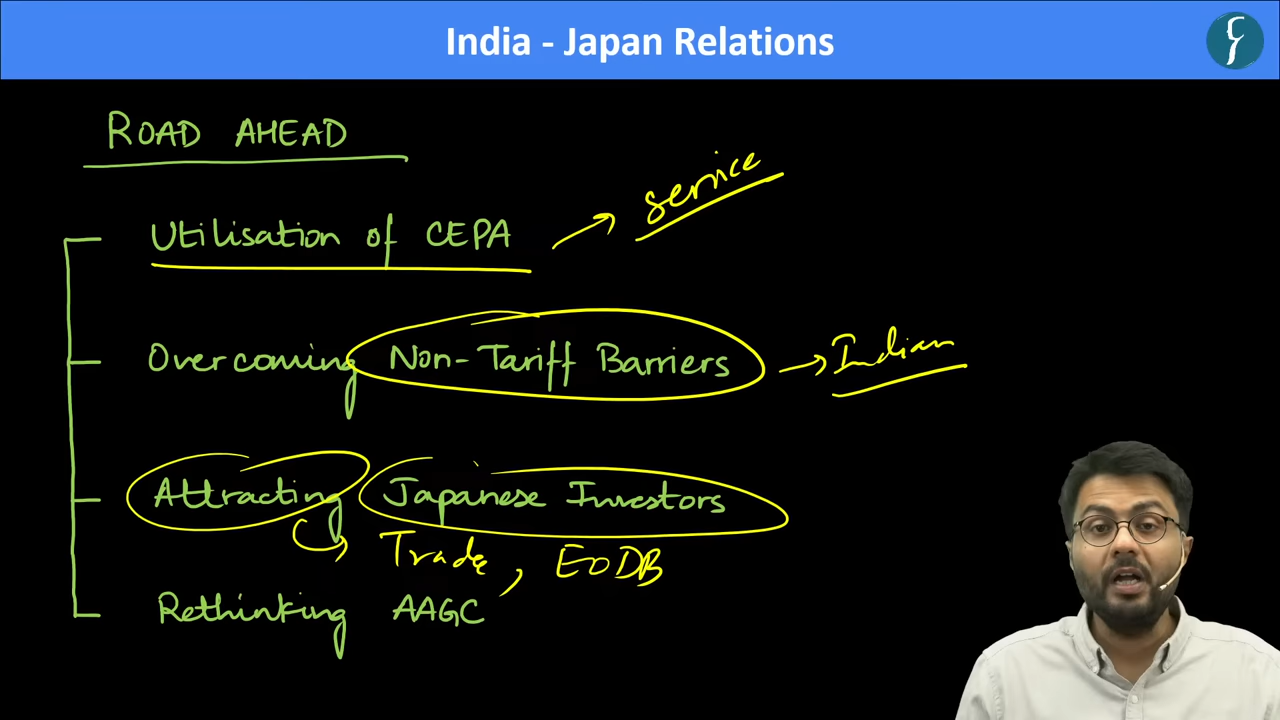 India - Japan Relations
ROAD AHEAD
Utilisation of CEPA → service
Overcoming Non-Tariff Barriers → Indian
Attracting Japanese Investors
Trade, EODB
Rethinking AAGC